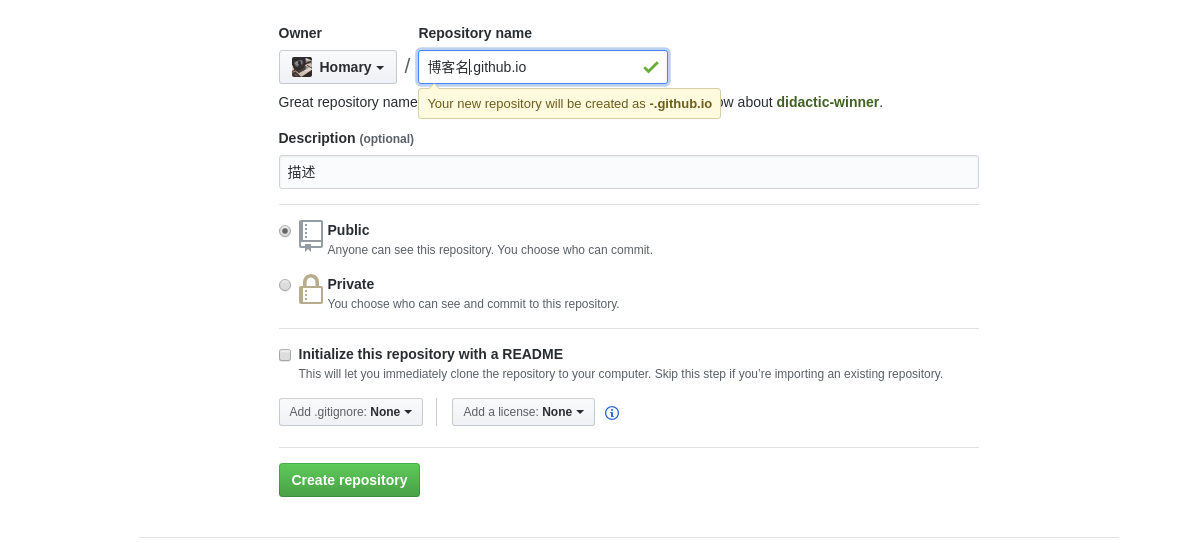 Owner Repository name
Homary / 博客名.github.io
Great repository name Your new repository will be created as -.github.io ow about didactic-winner.
Description (optional)
描述
Public
Anyone can see this repository. You choose who can commit.
Private
You choose who can see and commit to this repository.
Initialize this repository with a README
This will let you immediately clone the repository to your computer. Skip this step if you’re importing an existing repository.
Add .gitignore: None Add a license: None
Create repository